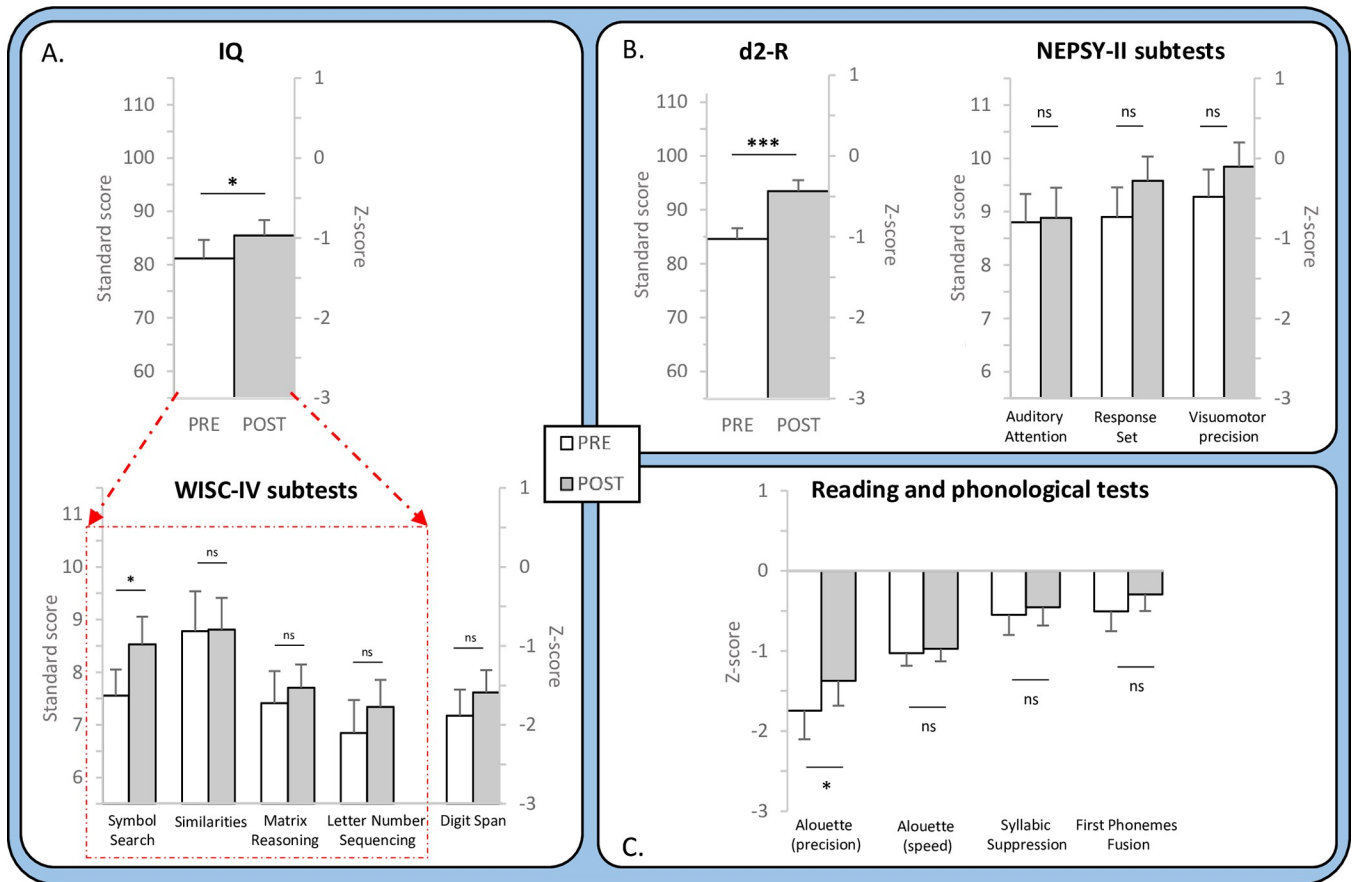 A.
IQ
110
100
90
80
70
60
Standard score
1
0
-1
-2
-3
Z-score
*
PRE
POST
WISC-IV subtests
11
10
9
8
7
6
Standard score
1
0
-1
-2
-3
Z-score
*
ns
ns
ns
ns
Symbol
Search
Similarities
Matrix
Reasoning
Letter Number
Sequencing
Digit Span
PRE
POST
B.
d2-R
110
100
90
80
70
60
Standard score
1
0
-1
-2
-3
Z-score
***
PRE
POST
NEPSY-II subtests
11
10
9
8
7
6
Standard score
1
0
-1
-2
-3
Z-score
ns
ns
ns
Auditory
Attention
Response
Set
Visuomotor
precision
Reading and phonological tests
1
0
-1
-2
-3
Z-score
*
ns
ns
ns
Alouette
(precision)
Alouette
(speed)
Syllabic
Suppression
First Phonemes
Fusion
C.